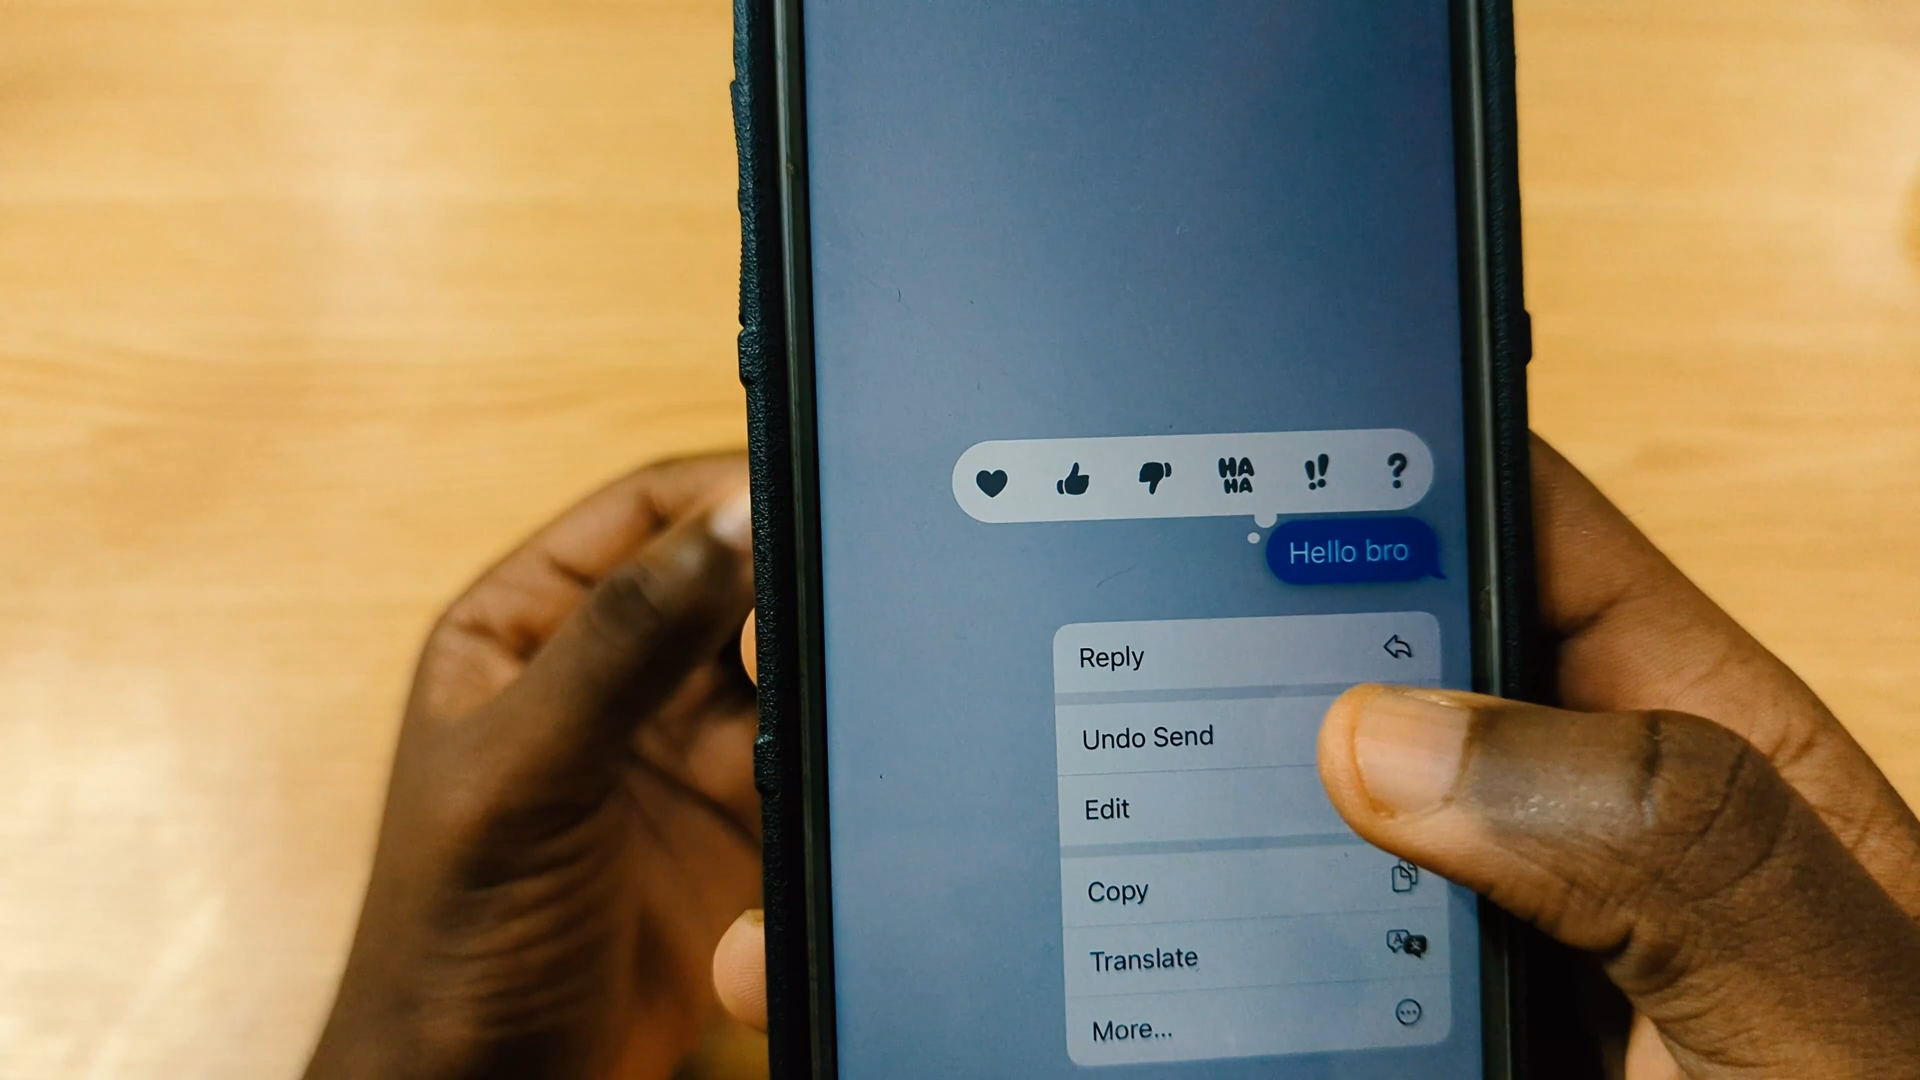 HA
HA
!!
?
Hello bro
Reply
Undo Send
Edit
Copy
Translate
More...